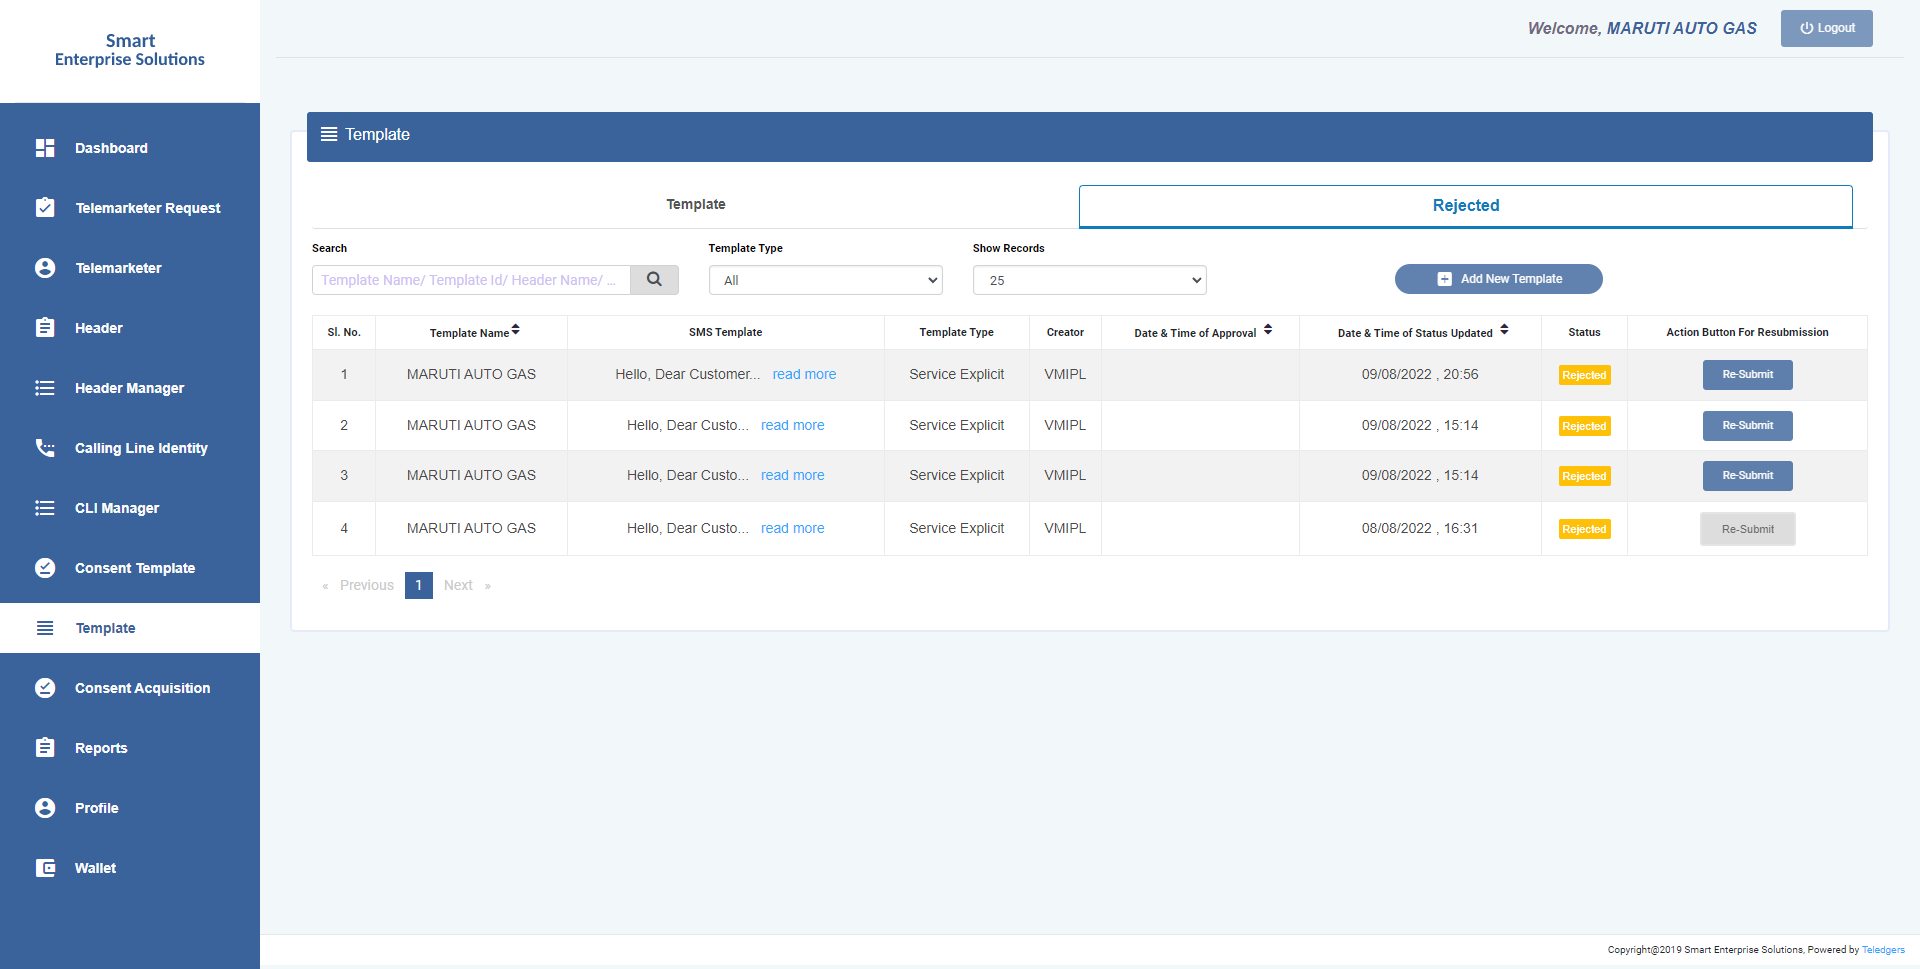 Smart
Enterprise Solutions
Welcome, MARUTI AUTO GAS
Logout
Dashboard
Telemarketer Request
Telemarketer
Header
Header Manager
Calling Line Identity
CLI Manager
Consent Template
Template
Consent Acquisition
Reports
Profile
Wallet
Template
Template
Rejected
Search
Template Type
Show Records
Template Name/ Template Id/ Header Name/ ...
All
25
Add New Template
Sl. No. Template Name SMS Template Template Type Creator Date & Time of Approval Date & Time of Status Updated Status Action Button For Resubmission
1 MARUTI AUTO GAS Hello, Dear Customer... read more Service Explicit VMIPL 09/08/2022 , 20:56 Rejected Re-Submit
2 MARUTI AUTO GAS Hello, Dear Custo... read more Service Explicit VMIPL 09/08/2022 , 15:14 Rejected Re-Submit
3 MARUTI AUTO GAS Hello, Dear Custo... read more Service Explicit VMIPL 09/08/2022 , 15:14 Rejected Re-Submit
4 MARUTI AUTO GAS Hello, Dear Custo... read more Service Explicit VMIPL 08/08/2022 , 16:31 Rejected Re-Submit
« Previous 1 Next »
Copyright@2019 Smart Enterprise Solutions, Powered by Teledgers